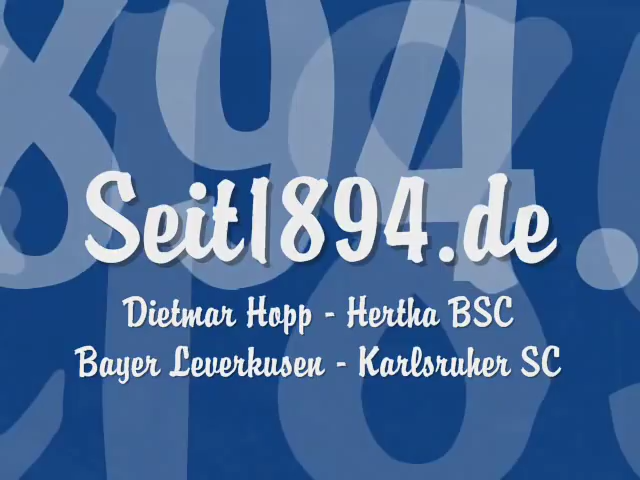 Seit1894.de
Dietmar Hopp - Hertha BSC
Bayer Leverkusen - Karlsruher SC